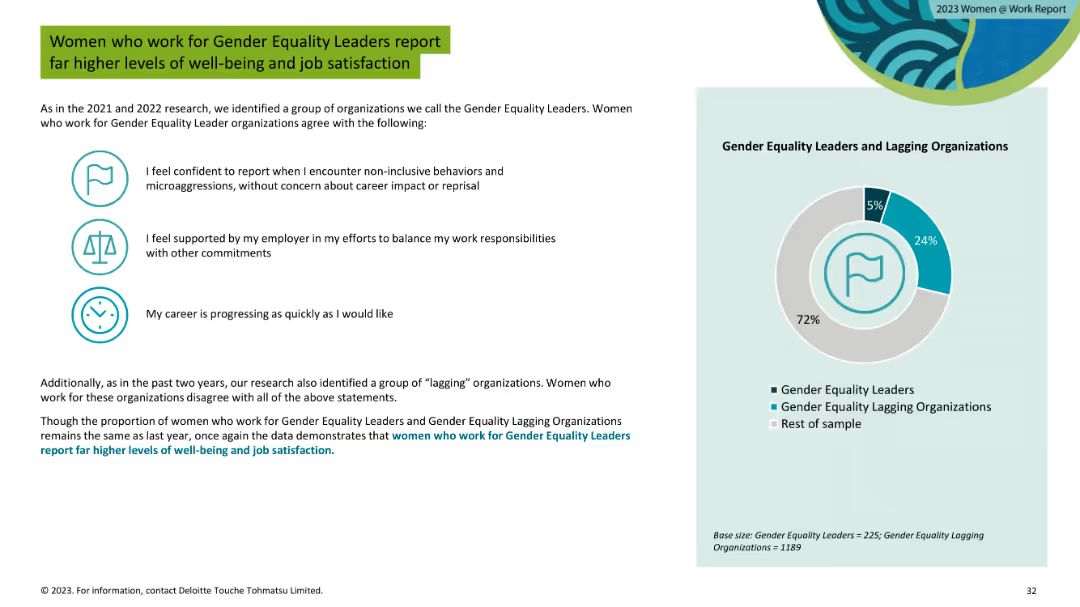 2023 Women @ Work Report
Women who work for Gender Equality Leaders report
far higher levels of well-being and job satisfaction
As in the 2021 and 2022 research, we identified a group of organizations we call the Gender Equality Leaders. Women
who work for Gender Equality Leader organizations agree with the following:
I feel confident to report when I encounter non-inclusive behaviors and
microaggressions, without concern about career impact or reprisal
I feel supported by my employer in my efforts to balance my work responsibilities
with other commitments
My career is progressing as quickly as I would like
Additionally, as in the past two years, our research also identified a group of “lagging” organizations. Women who
work for these organizations disagree with all of the above statements.
Though the proportion of women who work for Gender Equality Leaders and Gender Equality Lagging Organizations
remains the same as last year, once again the data demonstrates that women who work for Gender Equality Leaders
report far higher levels of well-being and job satisfaction.
Gender Equality Leaders and Lagging Organizations
5%
24%
72%
Gender Equality Leaders
Gender Equality Lagging Organizations
Rest of sample
Base size: Gender Equality Leaders = 225; Gender Equality Lagging
Organizations = 1189
© 2023. For information, contact Deloitte Touche Tohmatsu Limited.
32